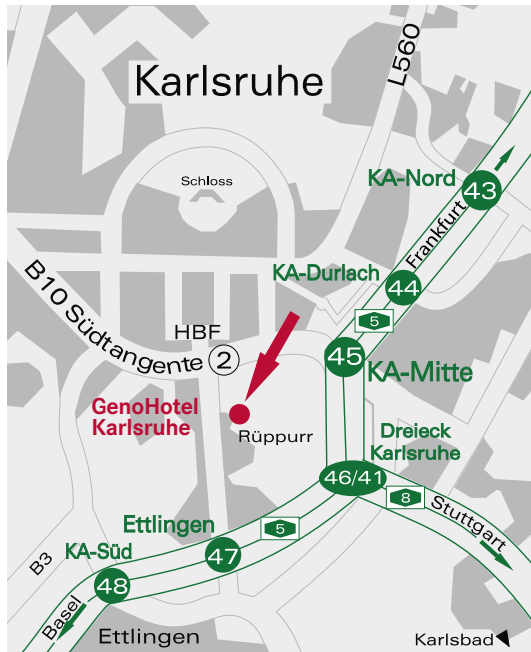 L560
Karlsruhe
Schloss
KA-Nord
43
Frankfurt
KA-Durlach
44
5
B10 Südtangente
HBF
2
45
KA-Mitte
GenoHotel
Karlsruhe
Rüppurr
Dreieck
Karlsruhe
46/41
8
Stuttgart
Ettlingen
5
47
KA-Süd
48
B3
Basel
Ettlingen
Karlsbad